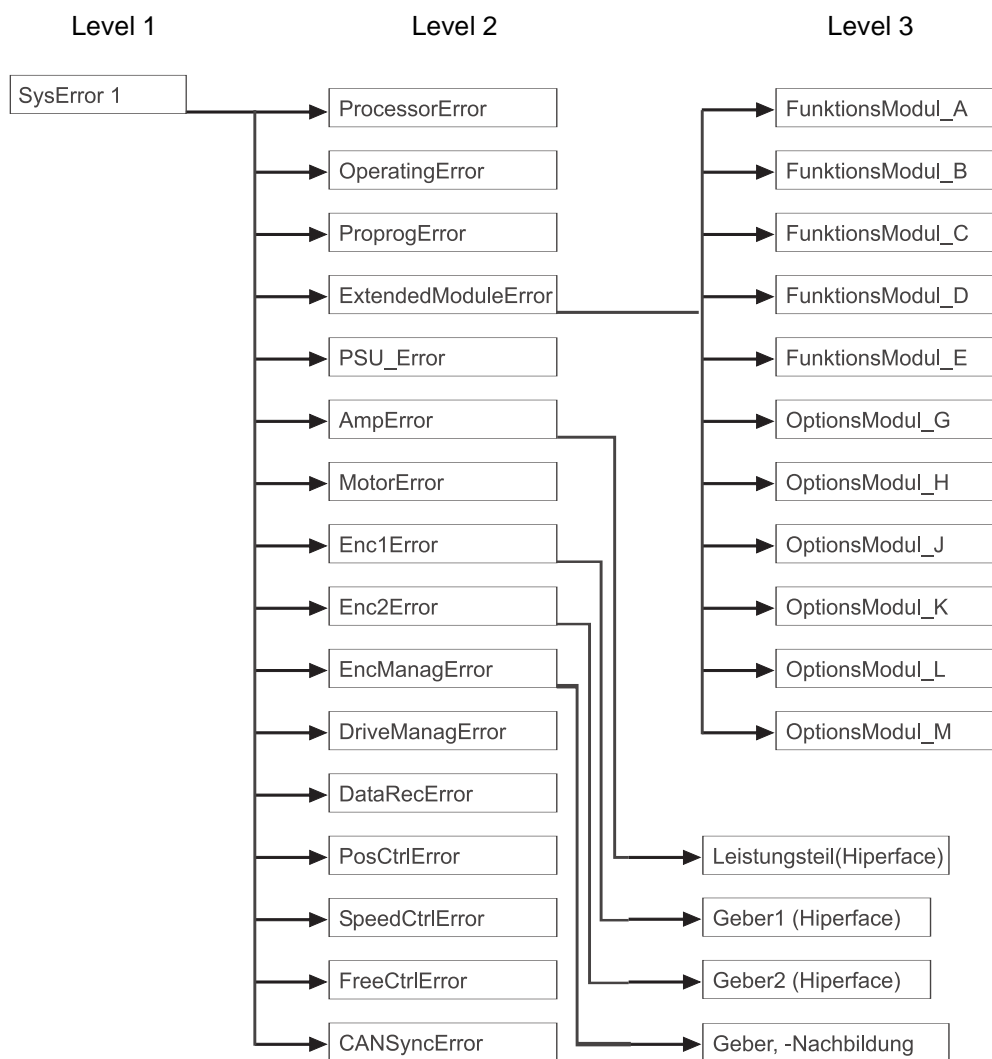 Level 1
Level 2
Level 3
SysError 1
ProcessorError
OperatingError
ProprogError
ExtendedModuleError
PSU_Error
AmpError
MotorError
Enc1Error
Enc2Error
EncManagError
DriveManagError
DataRecError
PosCtrlError
SpeedCtrlError
FreeCtrlError
CANSyncError
FunktionsModul_A
FunktionsModul_B
FunktionsModul_C
FunktionsModul_D
FunktionsModul_E
OptionsModul_G
OptionsModul_H
OptionsModul_J
OptionsModul_K
OptionsModul_L
OptionsModul_M
Leistungsteil(Hiperface)
Geber1 (Hiperface)
Geber2 (Hiperface)
Geber, -Nachbildung